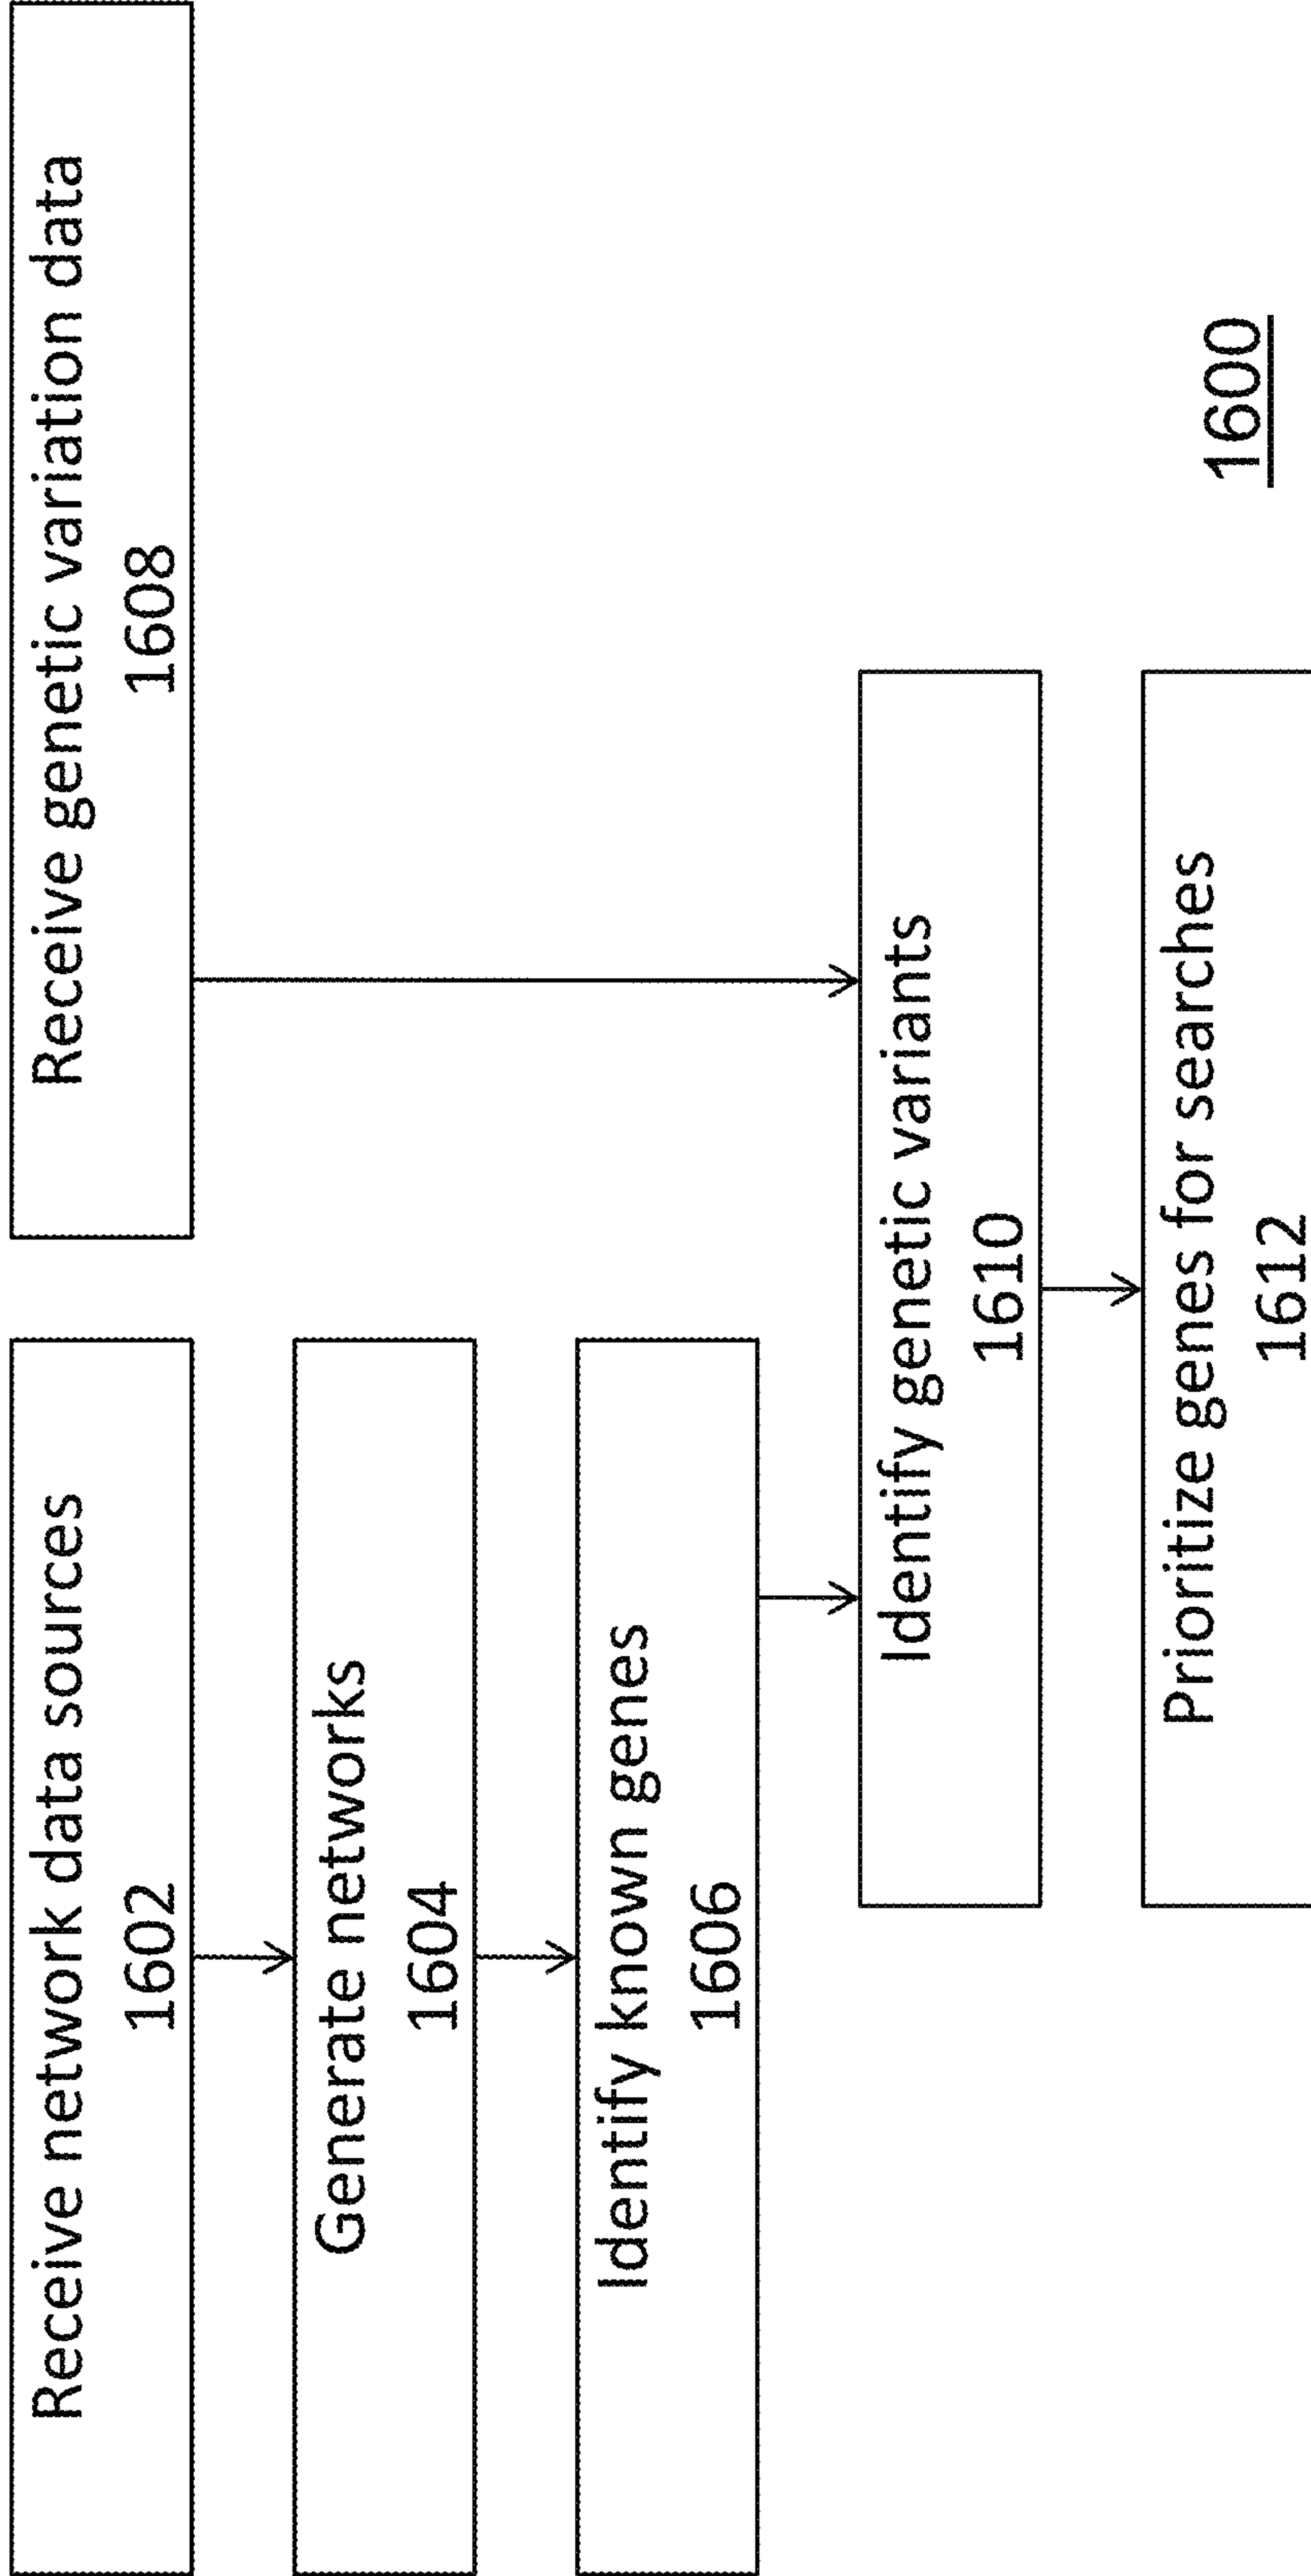 Receive network data sources
1602
Receive genetic variation data
1608
Generate networks
1604
Identify known genes
1606
Identify genetic variants
1610
Prioritize genes for searches
1612
1600